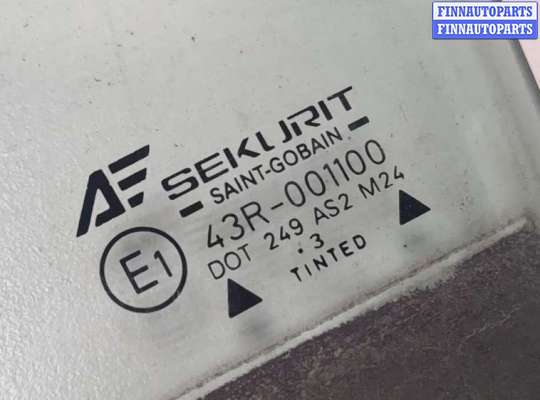 FINNAUTOPARTS
FINNAUTOPARTS
SEKURIT
SAINT-GOBAIN
E1
43R-001100
DOT 249 AS2 M24
.3
TINTED